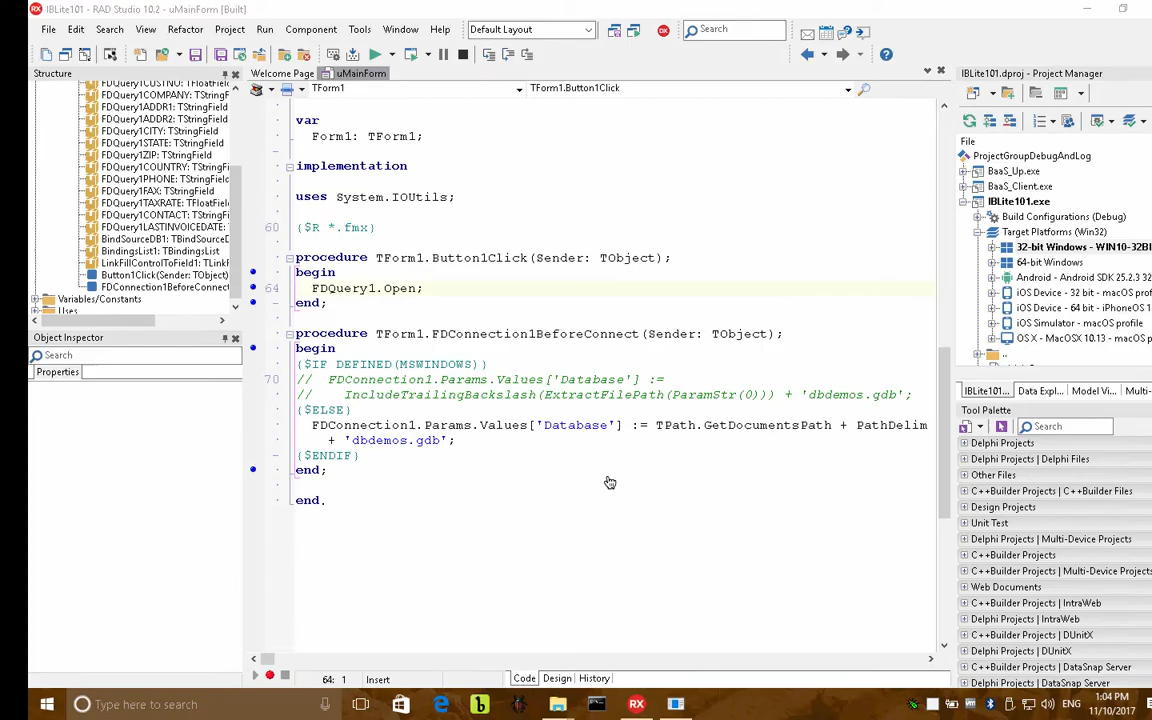 IBLite101 - RAD Studio 10.2 - uMainForm [Built]
File Edit Search View Refactor Project Run Component Tools Window Help
Default Layout
Search
Structure
FDQuery1CUSTNO: TFloatField
FDQuery1COMPANY: TStringField
FDQuery1ADDR1: TStringField
FDQuery1ADDR2: TStringField
FDQuery1CITY: TStringField
FDQuery1STATE: TStringField
FDQuery1ZIP: TStringField
FDQuery1COUNTRY: TStringField
FDQuery1PHONE: TStringField
FDQuery1FAX: TStringField
FDQuery1TAXRATE: TFloatField
FDQuery1CONTACT: TStringField
FDQuery1LASTINVOICEDATE:
BindSourceDB1: TBindSourceDB
BindingsList1: TBindingsList
LinkFillControlToField1: TLinkF
Button1Click(Sender: TObject)
FDConnection1BeforeConnect
Variables/Constants
Uses
Object Inspector
Search
Properties
Welcome Page uMainForm
TForm1 TForm1.Button1Click
var
Form1: TForm1;
implementation
uses System.IOUtils;
60 {$R *.fmx}
procedure TForm1.Button1Click(Sender: TObject);
begin
64 FDQuery1.Open;
end;
procedure TForm1.FDConnection1BeforeConnect(Sender: TObject);
begin
{$IF DEFINED(MSWINDOWS)}
70 // FDConnection1.Params.Values['Database'] :=
// IncludeTrailingBackslash(ExtractFilePath(ParamStr(0))) + 'dbdemos.gdb';
{$ELSE}
FDConnection1.Params.Values['Database'] := TPath.GetDocumentsPath + PathDelim
+ 'dbdemos.gdb';
{$ENDIF}
end;
end.
64: 1 Insert Code Design History
IBLite101.dproj - Project Manager
File
ProjectGroupDebugAndLog
BaaS_Up.exe
BaaS_Client.exe
IBLite101.exe
Build Configurations (Debug)
Target Platforms (Win32)
32-bit Windows - WIN10-32BI
64-bit Windows
Android - Android SDK 25.2.3 32
iOS Device - 32 bit - macOS prof
iOS Device - 64 bit - iPhoneOS 1
iOS Simulator - macOS profile
OS X - MacOSX 10.13 - macOS p
..
IBLite101... Data Expl... Model Vi... Multi-
Tool Palette
Search
Delphi Projects
Delphi Projects | Delphi Files
Other Files
C++Builder Projects | C++Builder Files
Design Projects
Unit Test
Delphi Projects | Multi-Device Projects
C++Builder Projects
C++Builder Projects | Multi-Device Projects
Web Documents
C++Builder Projects | IntraWeb
Delphi Projects | IntraWeb
Delphi Projects | DUnitX
C++Builder Projects | DUnitX
Delphi Projects | DataSnap Server
C++Builder Projects | DataSnap Server
Type here to search
ENG
1:04 PM
11/10/2017